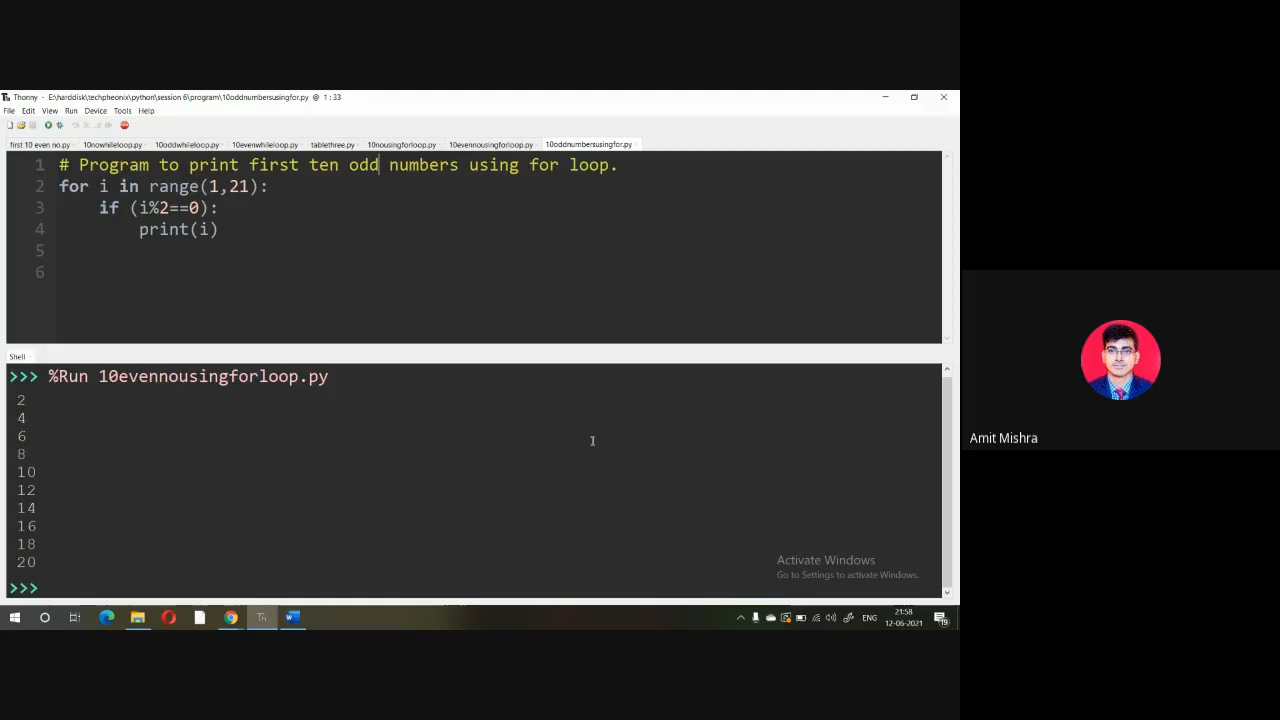 Th Thonny - E:\harddisk\techpheonix\python\session 6\program\10oddnumbersusingfor.py @ 1 : 33
File Edit View Run Device Tools Help
first 10 even no.py 10nowhileloop.py 10oddwhileloop.py 10evenwhileloop.py tablethree.py 10nousingforloop.py 10evennousingforloop.py 10oddnumbersusingfor.py
1 # Program to print first ten odd numbers using for loop.
2 for i in range(1,21):
3 if (i%2==0):
4 print(i)
5
6
Shell
>>> %Run 10evennousingforloop.py
2
4
6
8
10
12
14
16
18
20
>>>
Activate Windows
Go to Settings to activate Windows.
Th W ENG 21:58
12-06-2021 19
Amit Mishra